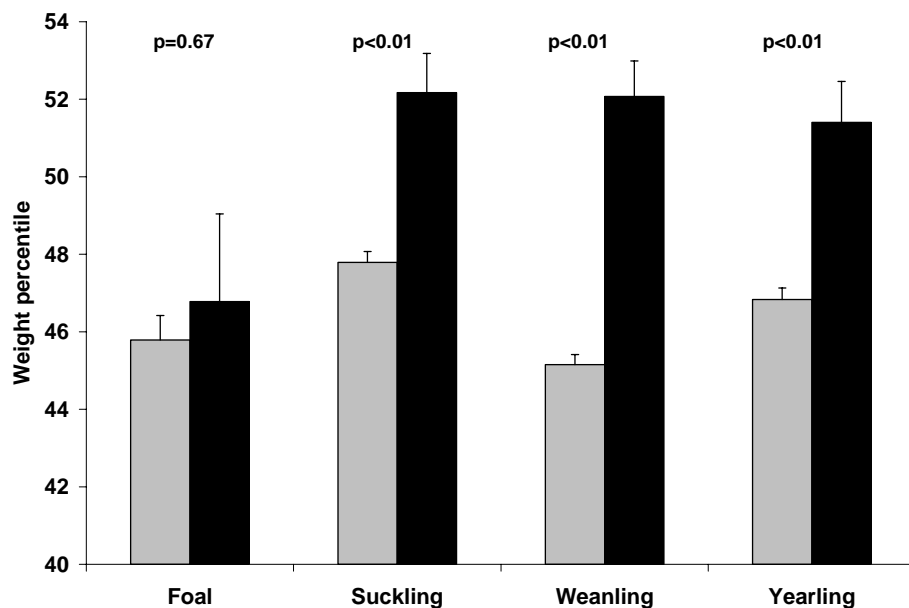 54
52
50
48
46
44
42
40
Weight percentile
p=0.67 p<0.01 p<0.01 p<0.01
Foal Suckling Weanling Yearling